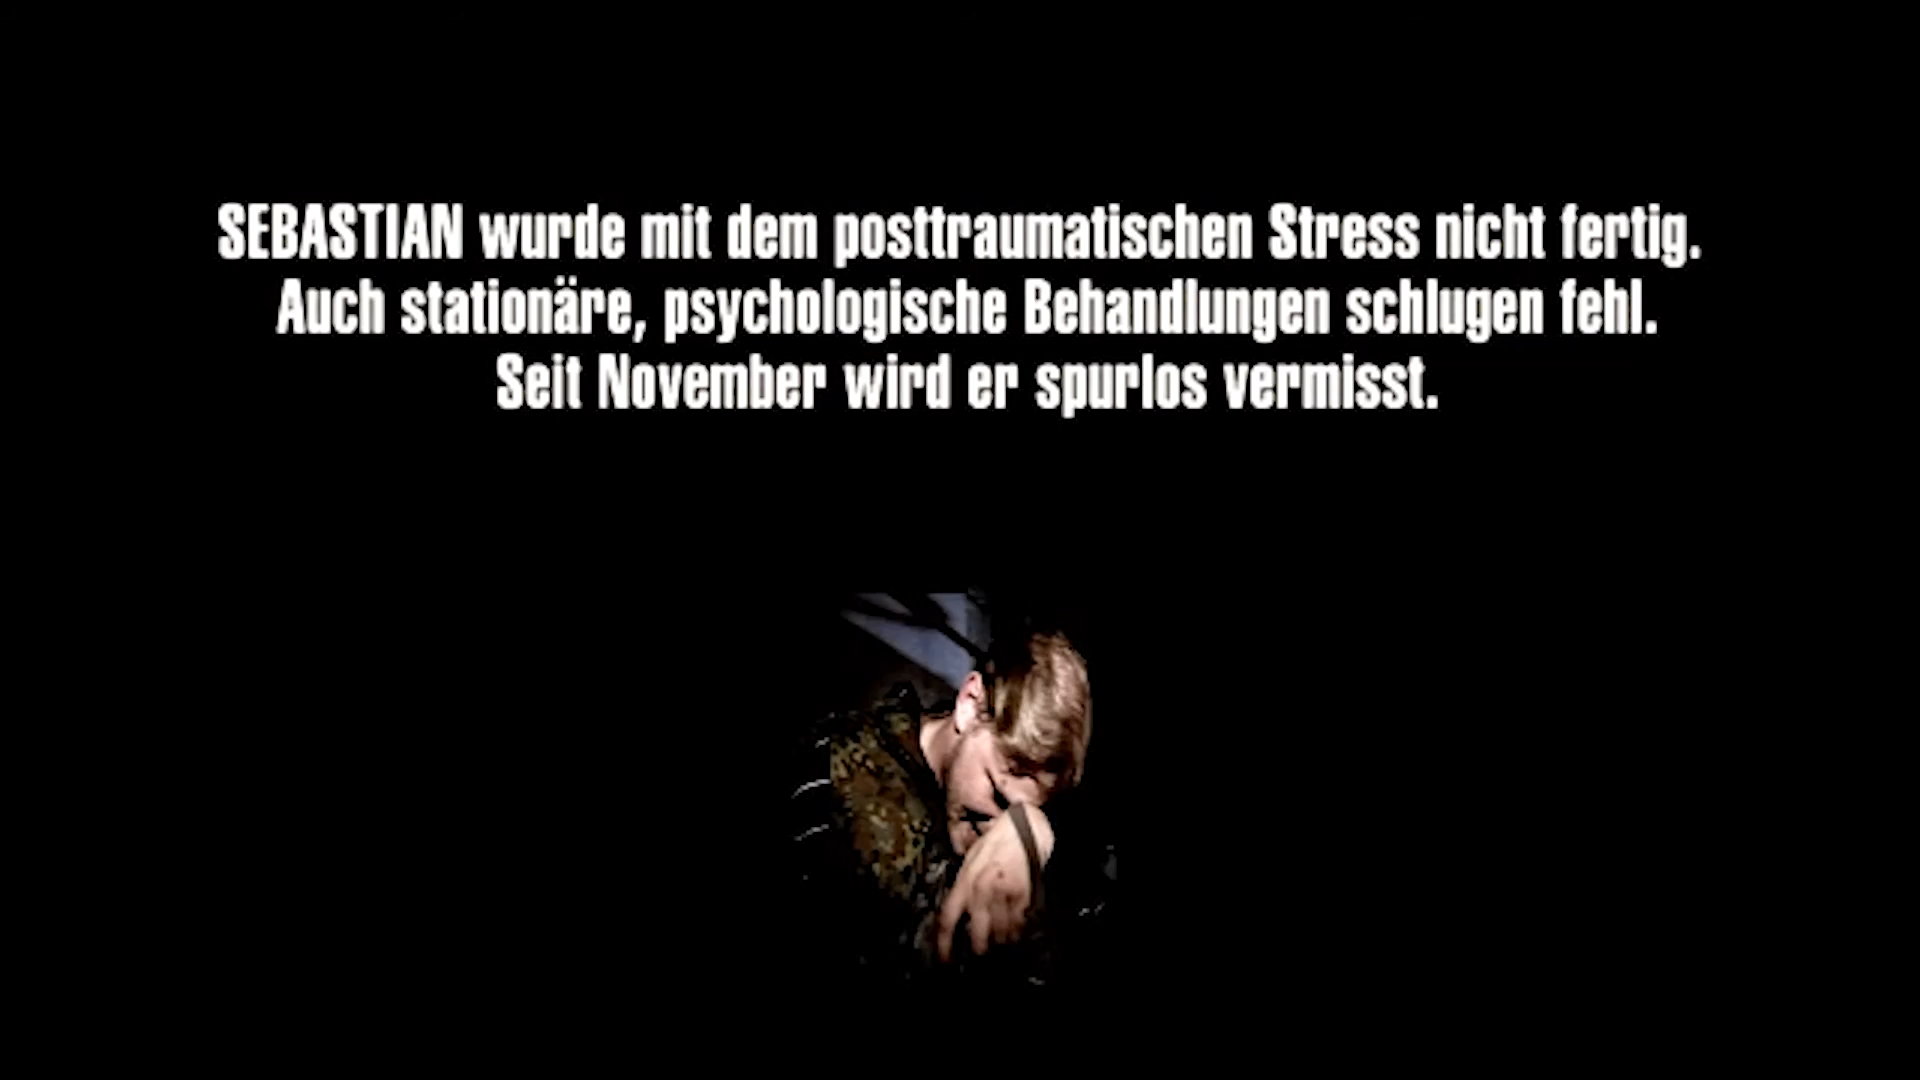 SEBASTIAN wurde mit dem posttraumatischen Stress nicht fertig.
Auch stationäre, psychologische Behandlungen schlugen fehl.
Seit November wird er spurlos vermisst.